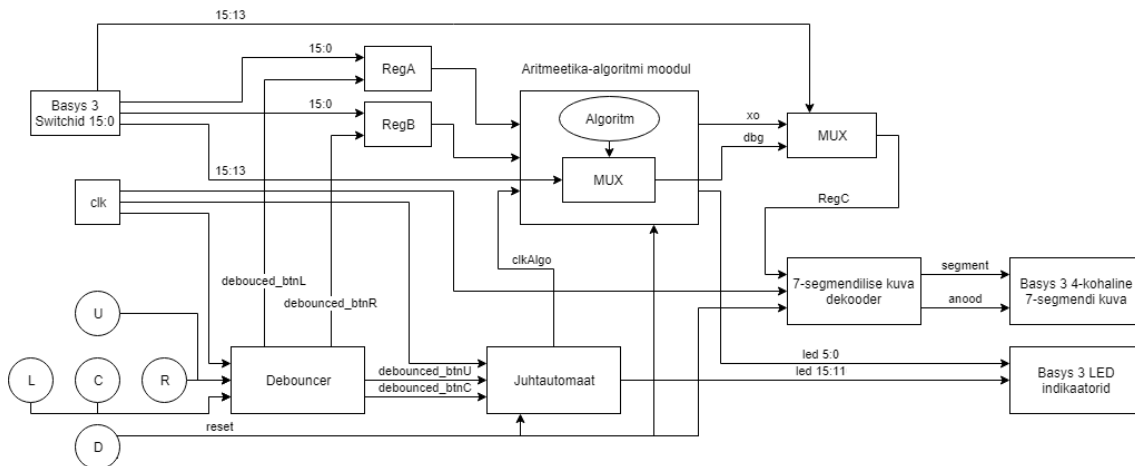 15:13
15:0
RegA
Aritmeetika-algoritmi moodul
Basys 3
Switchid 15:0
15:0
RegB
Algoritm
xo
dbg
MUX
15:13
MUX
clk
RegC
clkAlgo
debounced_btnL
debounced_btnR
7-segmendilise kuva
dekooder
segment
anood
Basys 3 4-kohaline
7-segmendi kuva
U
L
C
R
Debouncer
debounced_btnU
debounced_btnC
Juhtautomaat
led 5:0
led 15:11
Basys 3 LED
indikaatorid
reset
D